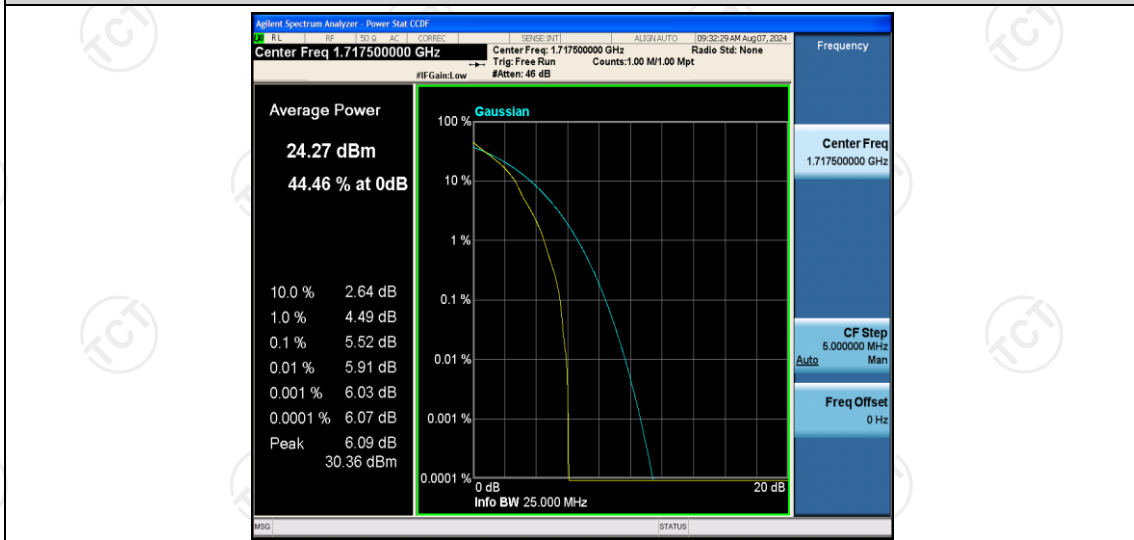 Agilent Spectrum Analyzer - Power Stat CCDF
LXI RL RF 50 Ω AC CORREC SENSE:INT ALIGN AUTO 09:32:29 AM Aug 07, 2024
Center Freq 1.717500000 GHz
Center Freq: 1.717500000 GHz Radio Std: None
Trig: Free Run Counts:1.00 M/1.00 Mpt
#IFGain:Low #Atten: 46 dB
Frequency
Average Power
24.27 dBm
44.46 % at 0dB
10.0 % 2.64 dB
1.0 % 4.49 dB
0.1 % 5.52 dB
0.01 % 5.91 dB
0.001 % 6.03 dB
0.0001 % 6.07 dB
Peak 6.09 dB
30.36 dBm
Gaussian
100 %
10 %
1 %
0.1 %
0.01 %
0.001 %
0.0001 %
0 dB 20 dB
Info BW 25.000 MHz
Center Freq
1.717500000 GHz
CF Step
5.000000 MHz
Auto Man
Freq Offset
0 Hz
MSG STATUS
TCT
TCT
TCT
TCT